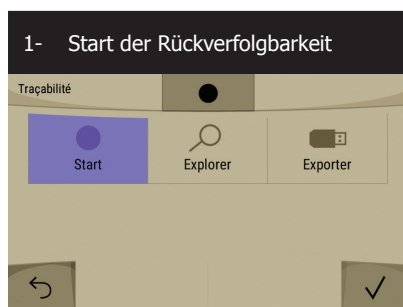 1- Start der Rückverfolgbarkeit
Traçabilité
Start
Explorer
Exporter